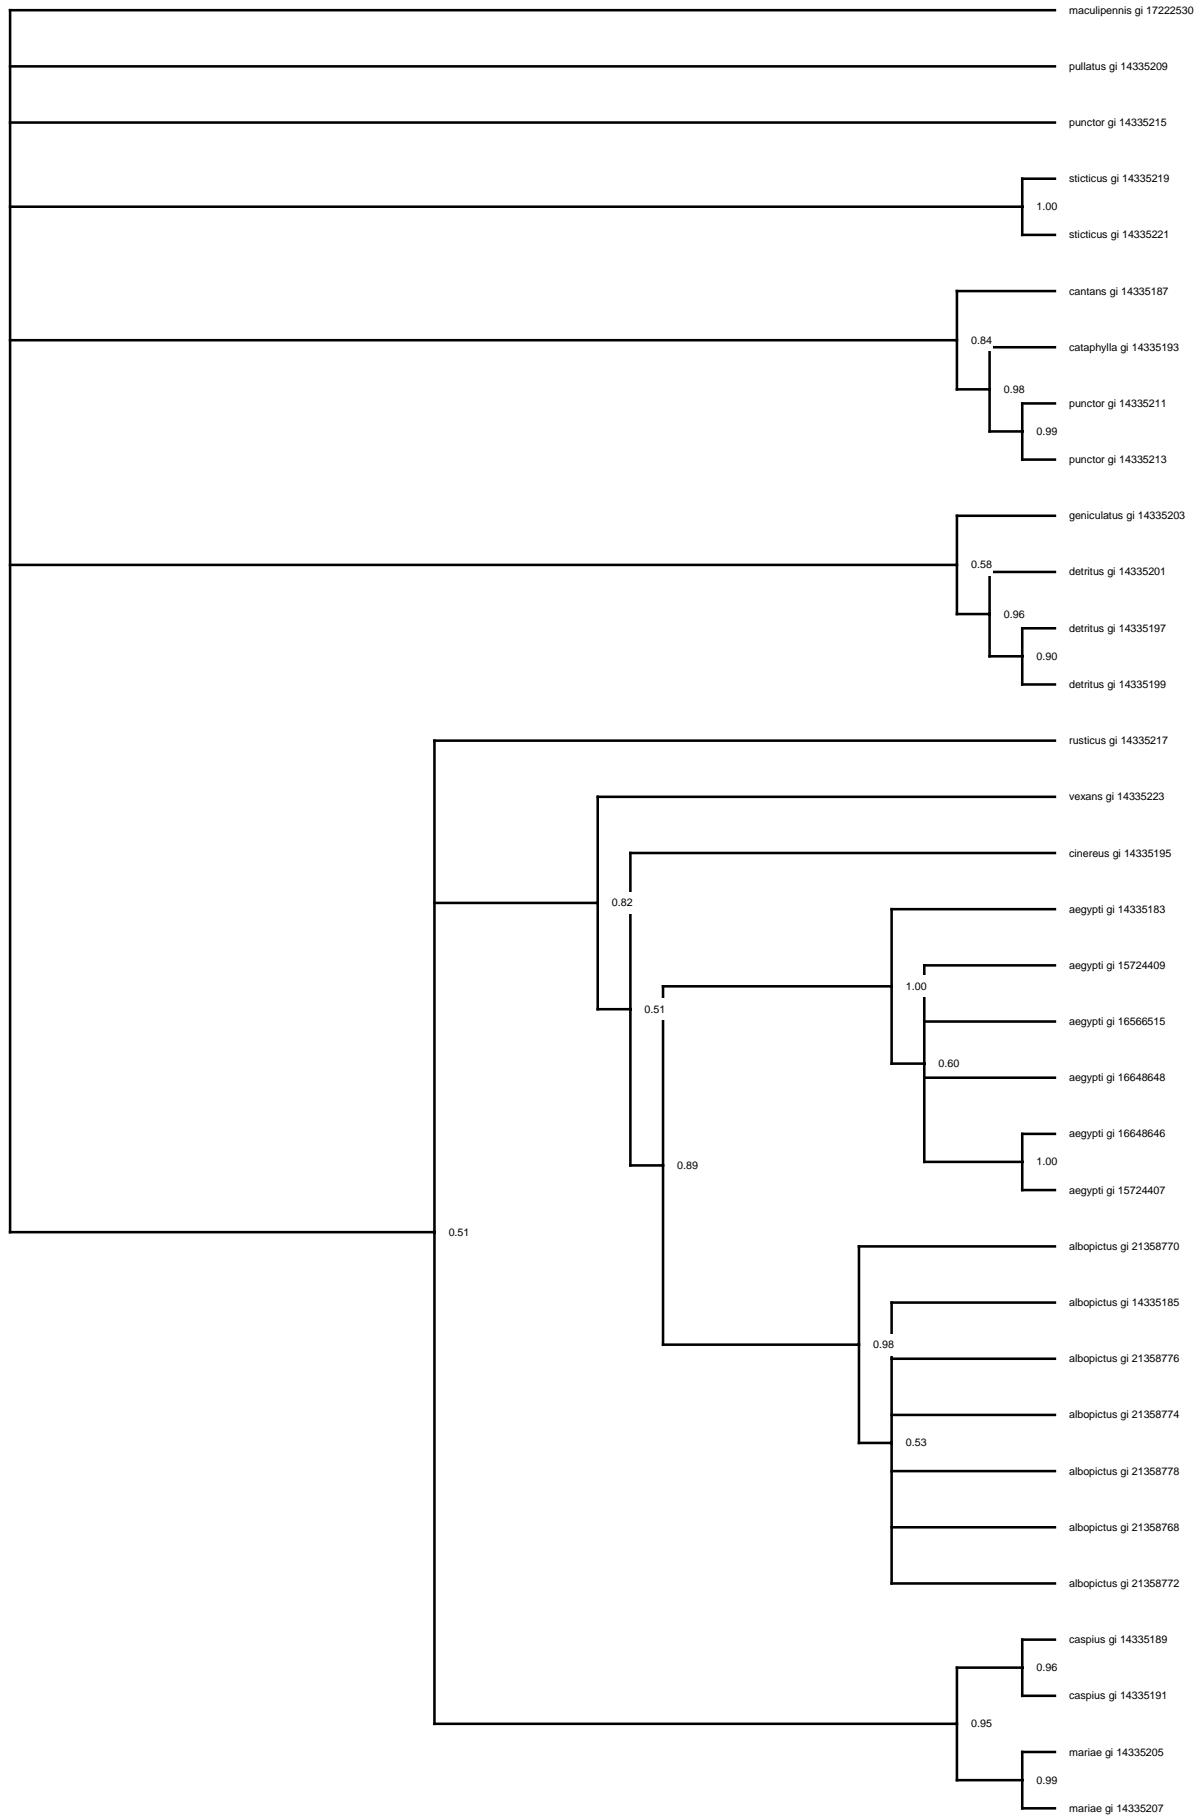 maculipennis gi 17222530
pullatus gi 14335209
punctor gi 14335215
sticticus gi 14335219
1.00
sticticus gi 14335221
cantans gi 14335187
0.84
cataphylla gi 14335193
0.98
punctor gi 14335211
0.99
punctor gi 14335213
geniculatus gi 14335203
0.58
detritus gi 14335201
0.96
detritus gi 14335197
0.90
detritus gi 14335199
rusticus gi 14335217
vexans gi 14335223
cinereus gi 14335195
0.82
aegypti gi 14335183
aegypti gi 15724409
1.00
0.51
aegypti gi 16566515
0.60
aegypti gi 16648648
aegypti gi 16648646
1.00
0.89
aegypti gi 15724407
0.51
albopictus gi 21358770
albopictus gi 14335185
0.98
albopictus gi 21358776
albopictus gi 21358774
0.53
albopictus gi 21358778
albopictus gi 21358768
albopictus gi 21358772
caspius gi 14335189
0.96
caspius gi 14335191
0.95
mariae gi 14335205
0.99
mariae gi 14335207